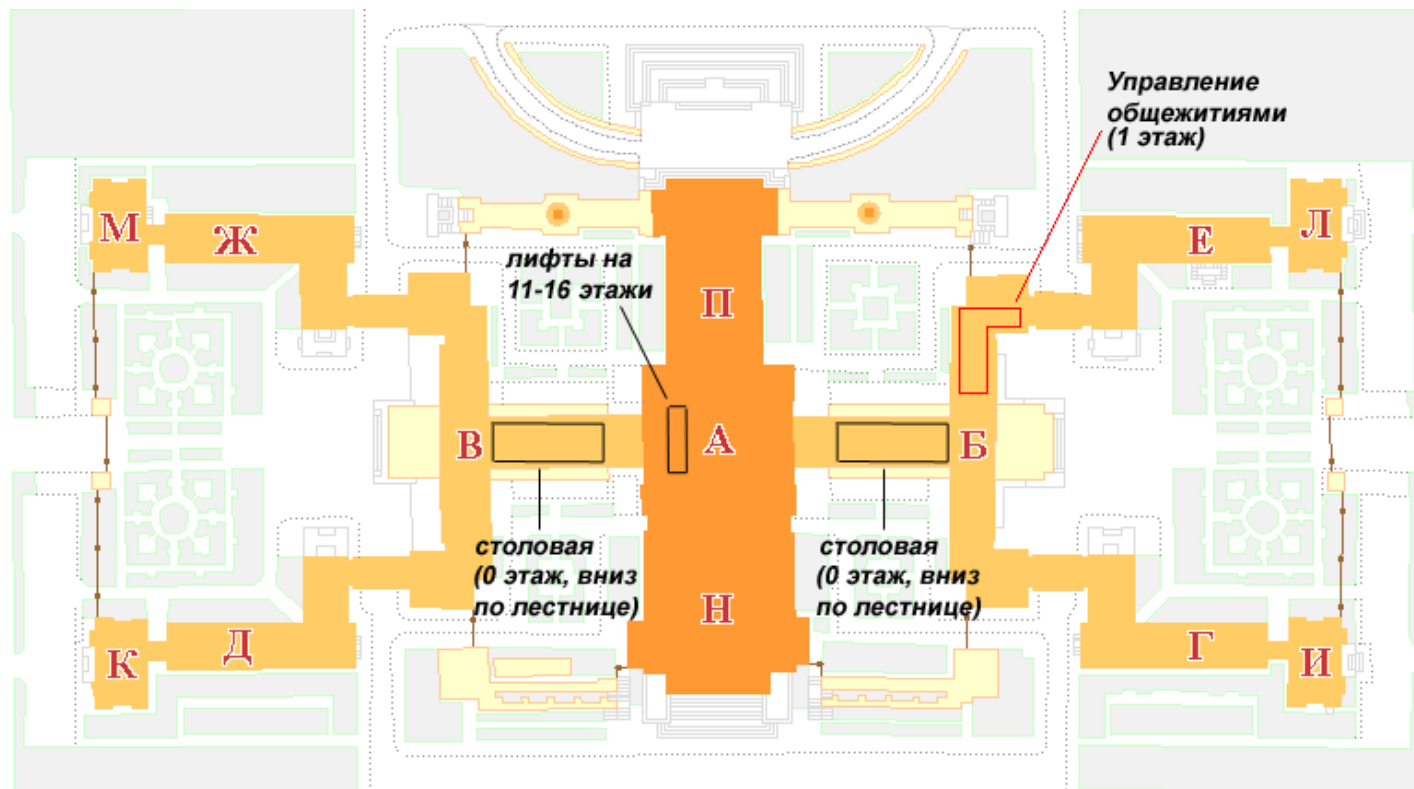 Управление
общежитиями
(1 этаж)
М
Ж
Е
Л
лифты на
11-16 этажи
П
В
А
Б
столовая
(0 этаж, вниз
по лестнице)
столовая
(0 этаж, вниз
по лестнице)
Н
К
Д
Г
И